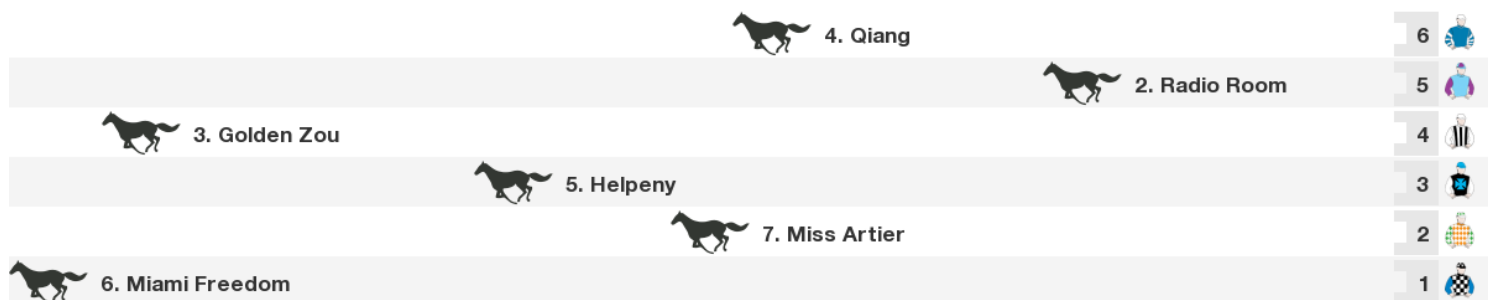 4. Qiang 6
2. Radio Room 5
3. Golden Zou 4
5. Helpeny 3
7. Miss Artier 2
6. Miami Freedom 1